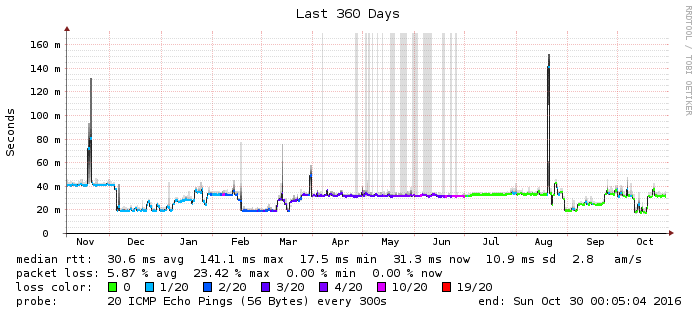 Last 360 Days
RRDTOOL / TOBI OETIKER
Seconds
160 m
140 m
120 m
100 m
80 m
60 m
40 m
20 m
0
Nov Dec Jan Feb Mar Apr May Jun Jul Aug Sep Oct
median rtt: 30.6 ms avg 141.1 ms max 17.5 ms min 31.3 ms now 10.9 ms sd 2.8 am/s
packet loss: 5.87 % avg 23.42 % max 0.00 % min 0.00 % now
loss color: 0 1/20 2/20 3/20 4/20 10/20 19/20
probe: 20 ICMP Echo Pings (56 Bytes) every 300s end: Sun Oct 30 00:05:04 2016